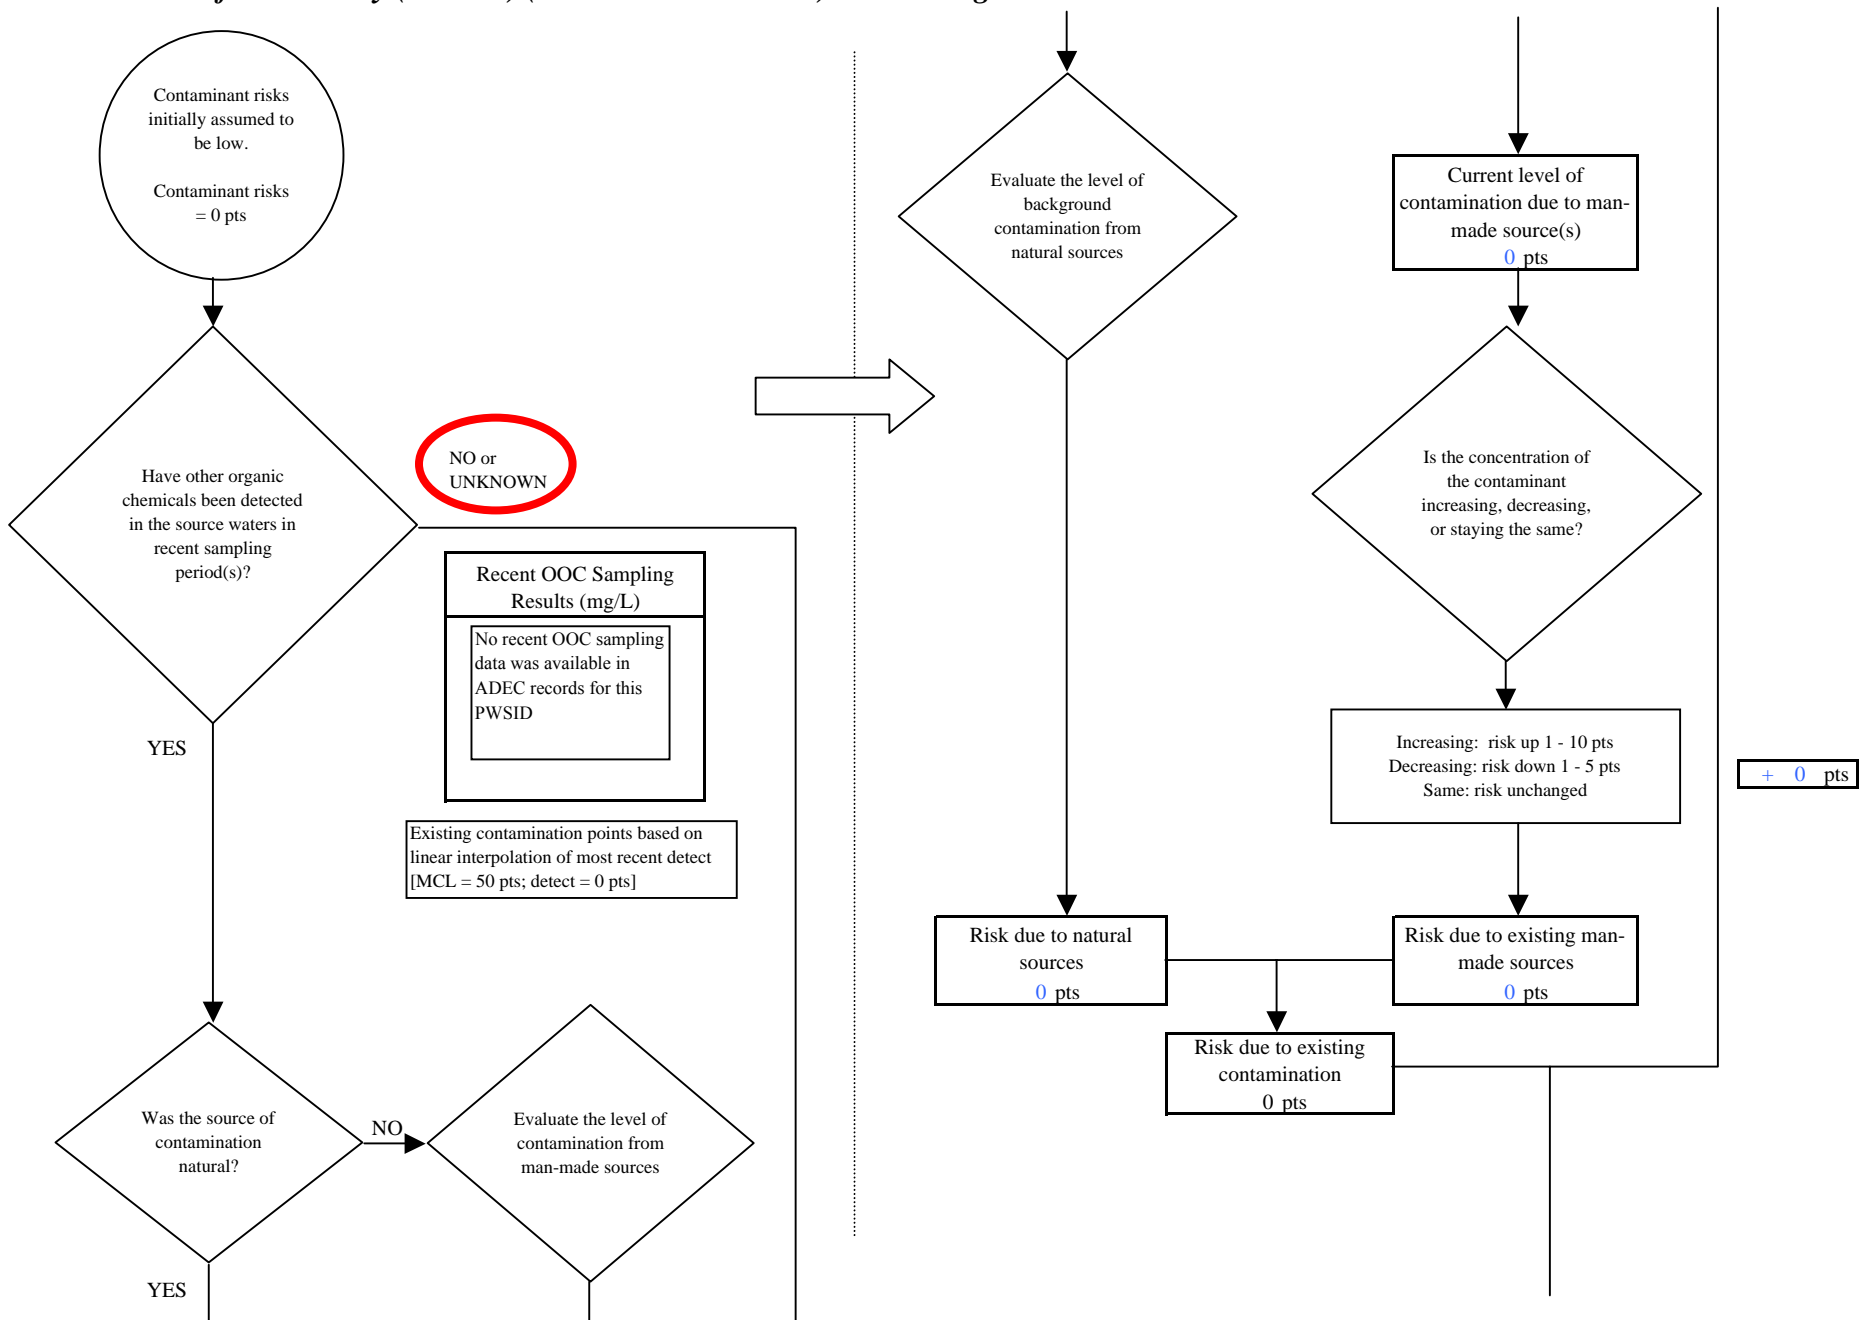 Contaminant risks
initially assumed to
be low.
Contaminant risks
= 0 pts
Have other organic
chemicals been detected
in the source waters in
recent sampling
period(s)?
NO or
UNKNOWN
Recent OOC Sampling
Results (mg/L)
No recent OOC sampling
data was available in
ADEC records for this
PWSID
YES
Existing contamination points based on
linear interpolation of most recent detect
[MCL = 50 pts; detect = 0 pts]
Was the source of
contamination
natural?
NO
Evaluate the level of
contamination from
man-made sources
YES
Evaluate the level of
background
contamination from
natural sources
Current level of
contamination due to man-
made source(s)
0 pts
Is the concentration of
the contaminant
increasing, decreasing,
or staying the same?
Increasing: risk up 1 - 10 pts
Decreasing: risk down 1 - 5 pts
Same: risk unchanged
+ 0 pts
Risk due to natural
sources
0 pts
Risk due to existing man-
made sources
0 pts
Risk due to existing
contamination
0 pts